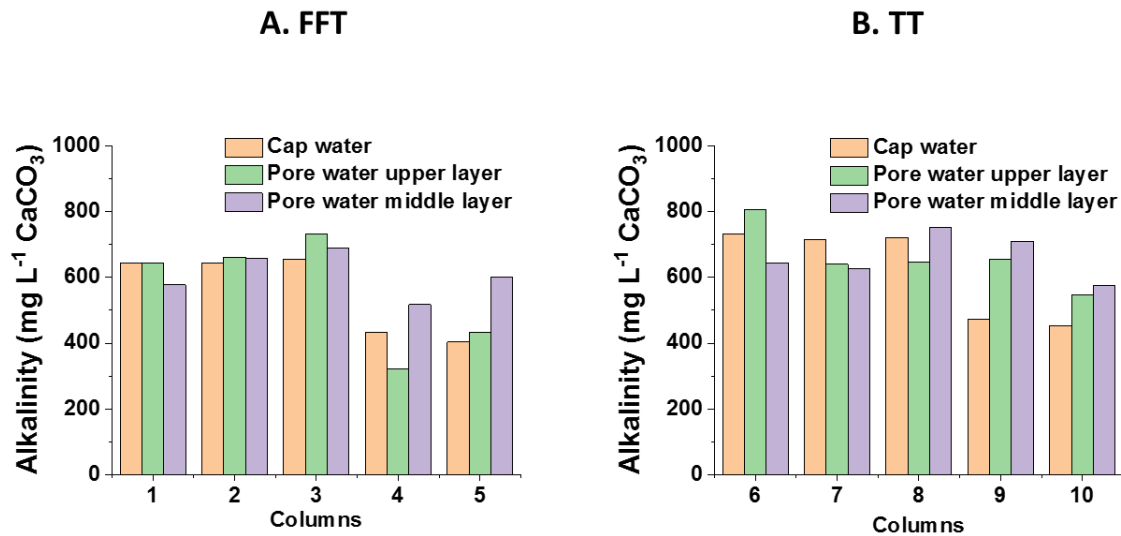 A. FFT
Cap water
Pore water upper layer
Pore water middle layer
Alkalinity (mg L⁻¹ CaCO₃)
1000
800
600
400
200
0
1 2 3 4 5
Columns
B. TT
Cap water
Pore water upper layer
Pore water middle layer
Alkalinity (mg L⁻¹ CaCO₃)
1000
800
600
400
200
0
6 7 8 9 10
Columns